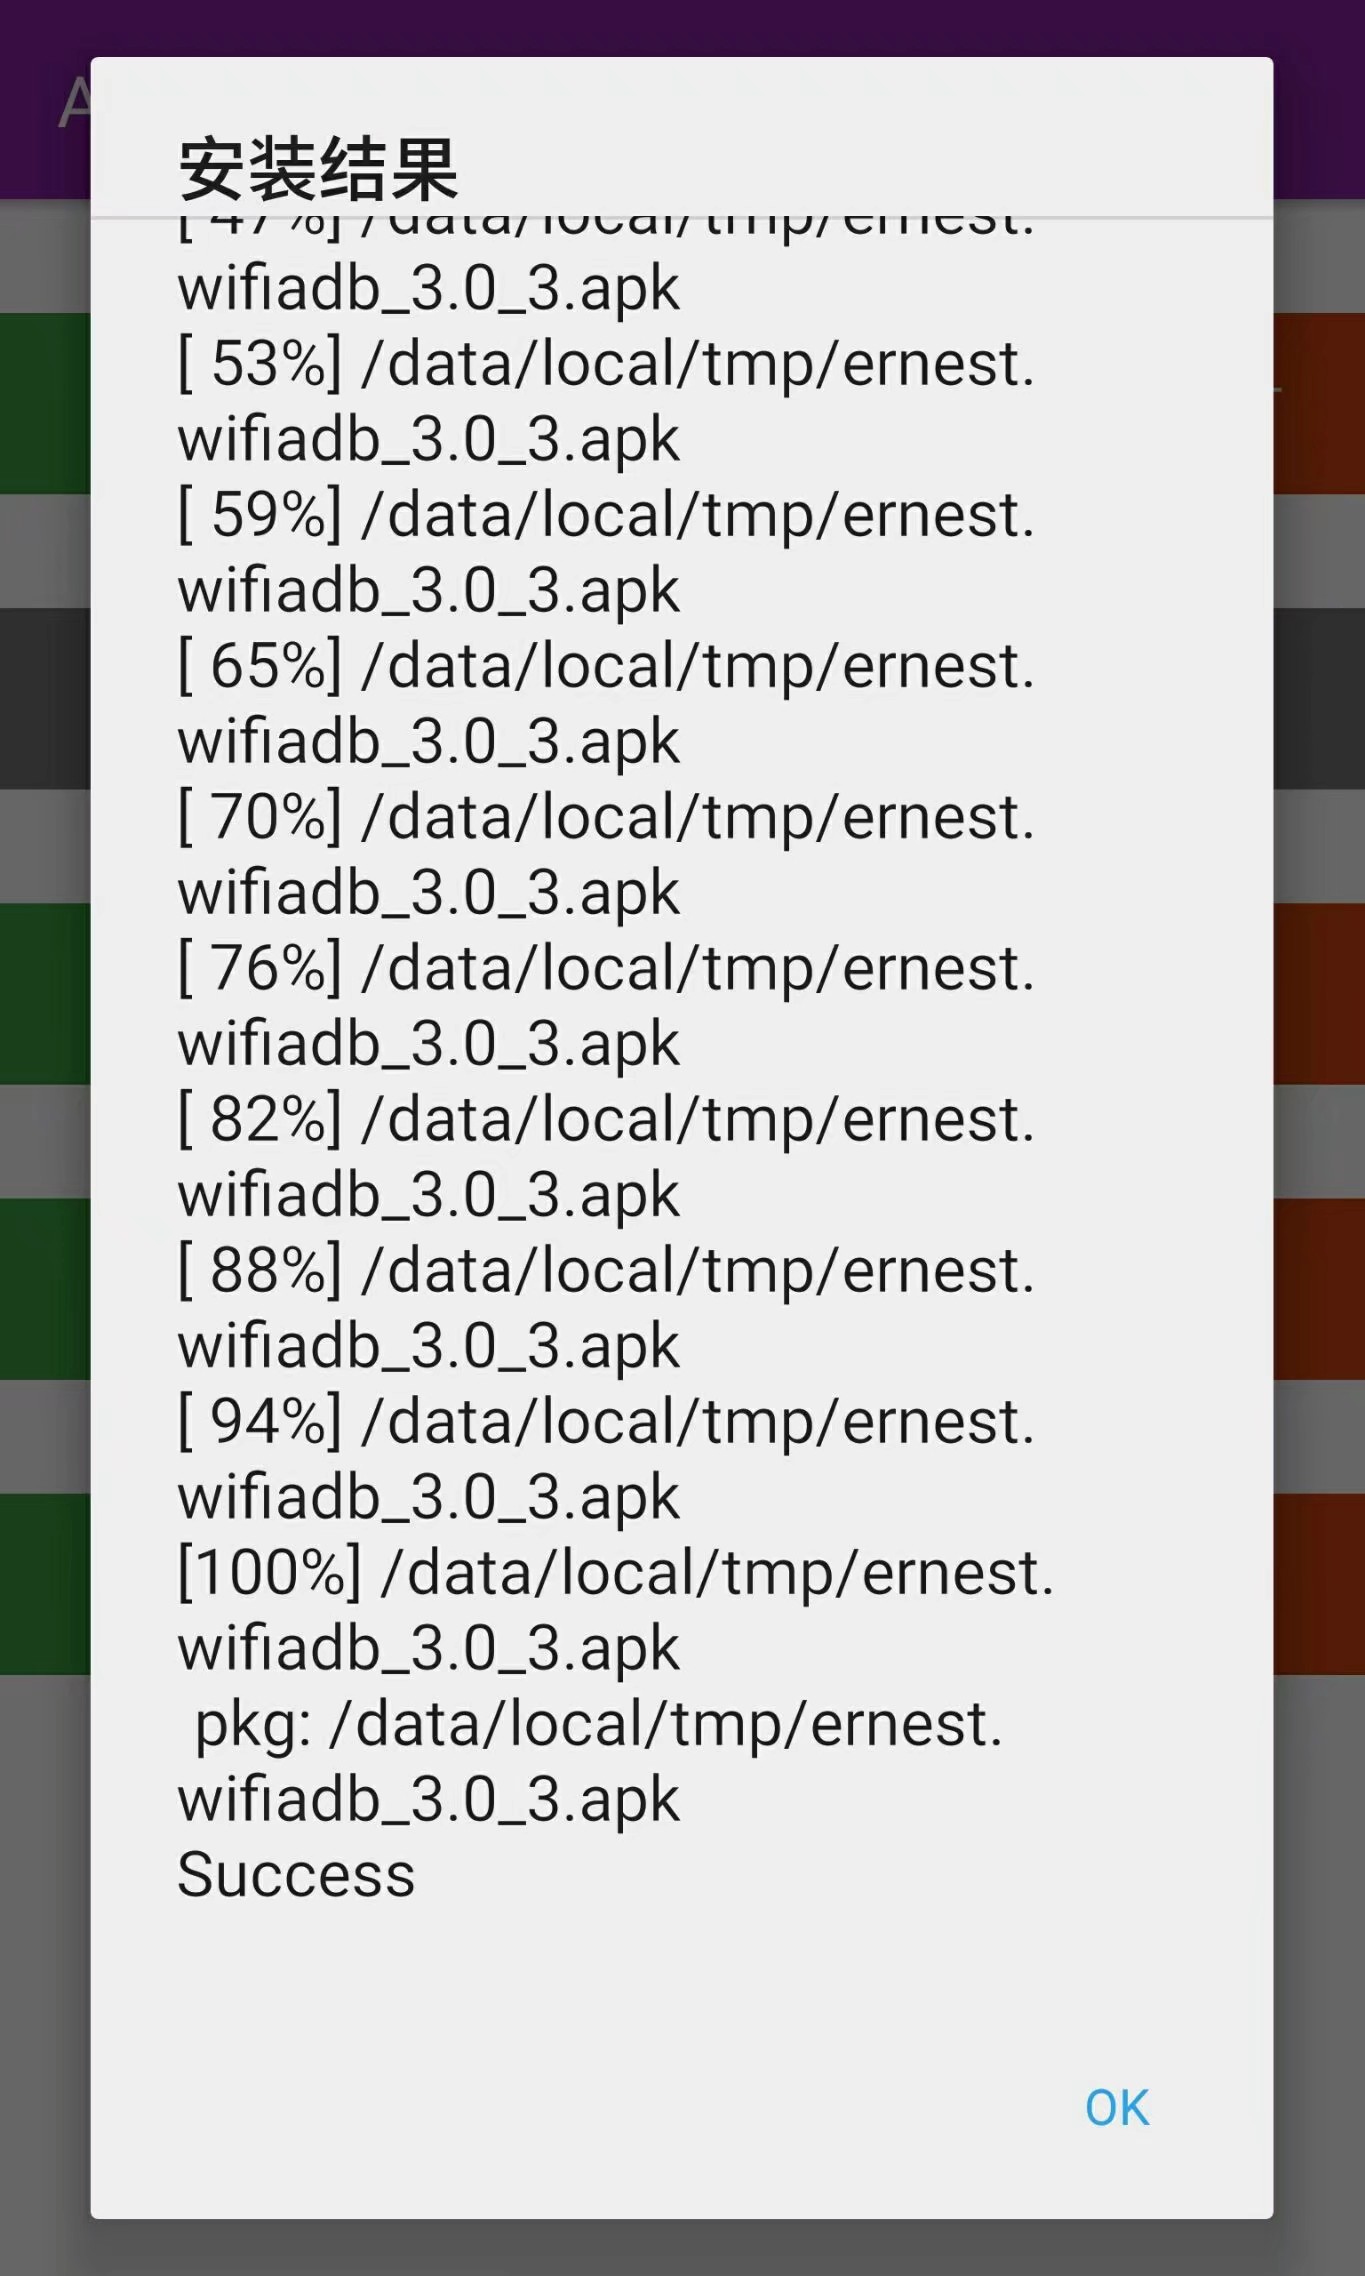 A
安装结果
[ 47%] /data/local/tmp/ernest.
wifiadb_3.0_3.apk
[ 53%] /data/local/tmp/ernest.
wifiadb_3.0_3.apk
[ 59%] /data/local/tmp/ernest.
wifiadb_3.0_3.apk
[ 65%] /data/local/tmp/ernest.
wifiadb_3.0_3.apk
[ 70%] /data/local/tmp/ernest.
wifiadb_3.0_3.apk
[ 76%] /data/local/tmp/ernest.
wifiadb_3.0_3.apk
[ 82%] /data/local/tmp/ernest.
wifiadb_3.0_3.apk
[ 88%] /data/local/tmp/ernest.
wifiadb_3.0_3.apk
[ 94%] /data/local/tmp/ernest.
wifiadb_3.0_3.apk
[100%] /data/local/tmp/ernest.
wifiadb_3.0_3.apk
pkg: /data/local/tmp/ernest.
wifiadb_3.0_3.apk
Success
OK